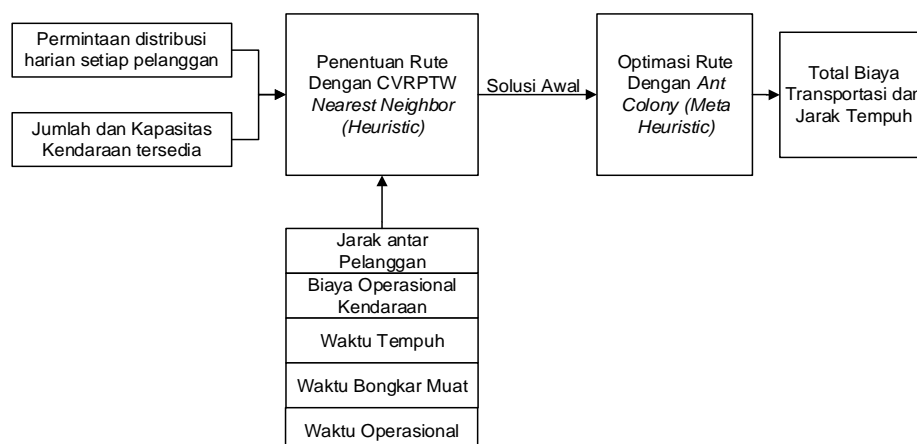 Permintaan distribusi
harian setiap pelanggan
Jumlah dan Kapasitas
Kendaraan tersedia
Penentuan Rute
Dengan CVRPTW
Nearest Neighbor
(Heuristic)
Solusi Awal
Optimasi Rute
Dengan Ant
Colony (Meta
Heuristic)
Total Biaya
Transportasi dan
Jarak Tempuh
Jarak antar
Pelanggan
Biaya Operasional
Kendaraan
Waktu Tempuh
Waktu Bongkar Muat
Waktu Operasional